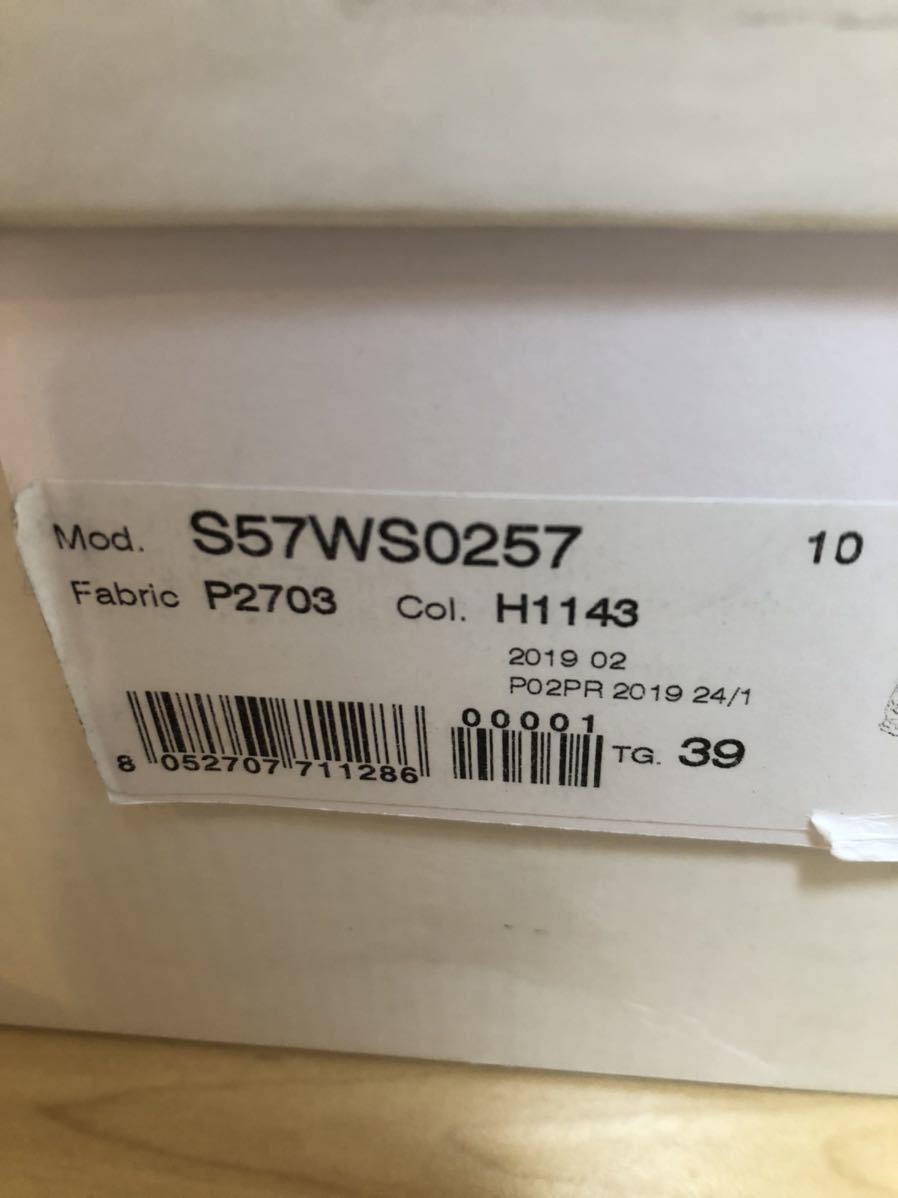 Mod. S57WS0257 10
Fabric P2703 Col. H1143
2019 02
P02PR 2019 24/1
00001
8 052707 711286 TG. 39